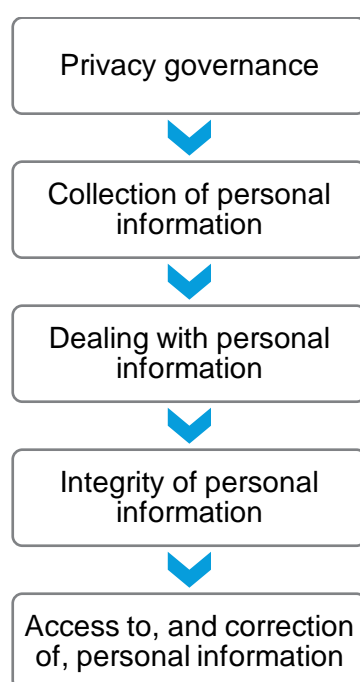 Privacy governance
Collection of personal
information
Dealing with personal
information
Integrity of personal
information
Access to, and correction
of, personal information